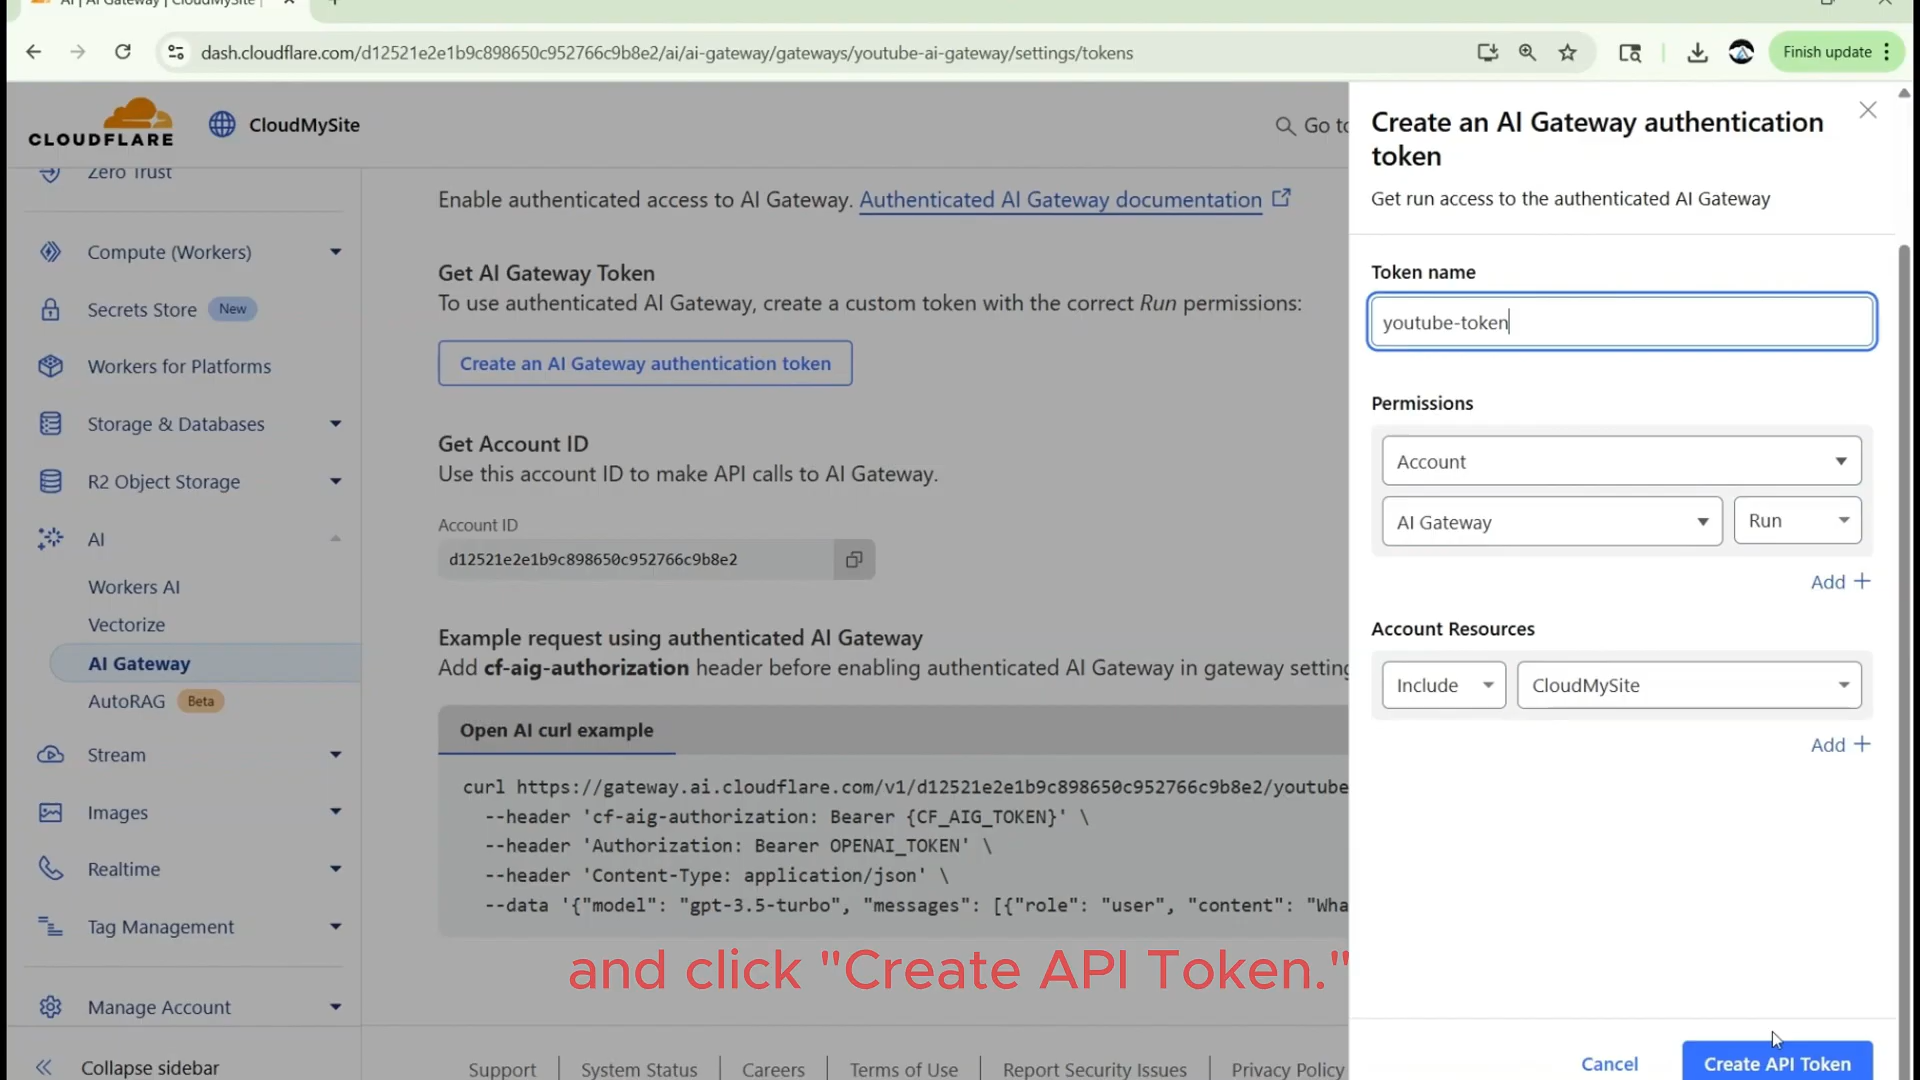 AI | AI Gateway | CloudMySite |
dash.cloudflare.com/d12521e2e1b9c898650c952766c9b8e2/ai/ai-gateway/gateways/youtube-ai-gateway/settings/tokens
Finish update
CLOUDFLARE
CloudMySite
Go to
Zero Trust
Compute (Workers)
Secrets Store New
Workers for Platforms
Storage & Databases
R2 Object Storage
AI
Workers AI
Vectorize
AI Gateway
AutoRAG Beta
Stream
Images
Realtime
Tag Management
Manage Account
Collapse sidebar
Enable authenticated access to AI Gateway. Authenticated AI Gateway documentation
Get AI Gateway Token
To use authenticated AI Gateway, create a custom token with the correct Run permissions:
Create an AI Gateway authentication token
Get Account ID
Use this account ID to make API calls to AI Gateway.
Account ID
d12521e2e1b9c898650c952766c9b8e2
Example request using authenticated AI Gateway
Add cf-aig-authorization header before enabling authenticated AI Gateway in gateway setting
Open AI curl example
curl https://gateway.ai.cloudflare.com/v1/d12521e2e1b9c898650c952766c9b8e2/youtube
--header 'cf-aig-authorization: Bearer {CF_AIG_TOKEN}' \
--header 'Authorization: Bearer OPENAI_TOKEN' \
--header 'Content-Type: application/json' \
--data '{"model": "gpt-3.5-turbo", "messages": [{"role": "user", "content": "Wha
and click "Create API Token."
Support
System Status
Careers
Terms of Use
Report Security Issues
Privacy Policy
Create an AI Gateway authentication
token
Get run access to the authenticated AI Gateway
Token name
youtube-token
Permissions
Account
AI Gateway
Run
Add +
Account Resources
Include
CloudMySite
Add +
Cancel
Create API Token